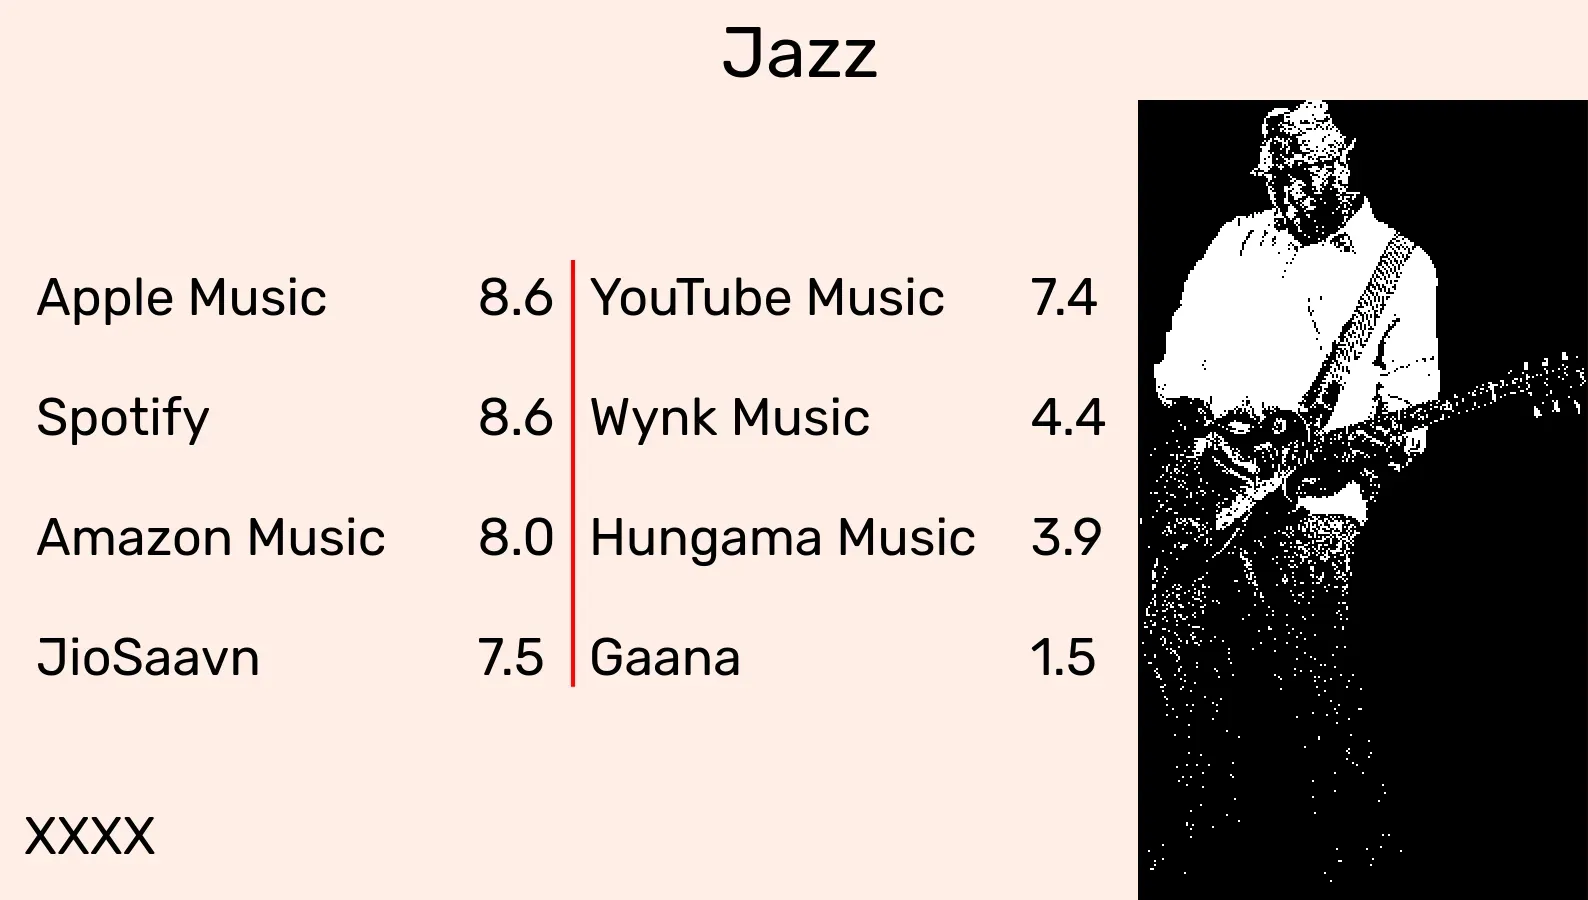 Jazz
Apple Music 8.6
Spotify 8.6
Amazon Music 8.0
JioSaavn 7.5
YouTube Music 7.4
Wynk Music 4.4
Hungama Music 3.9
Gaana 1.5
XXXX